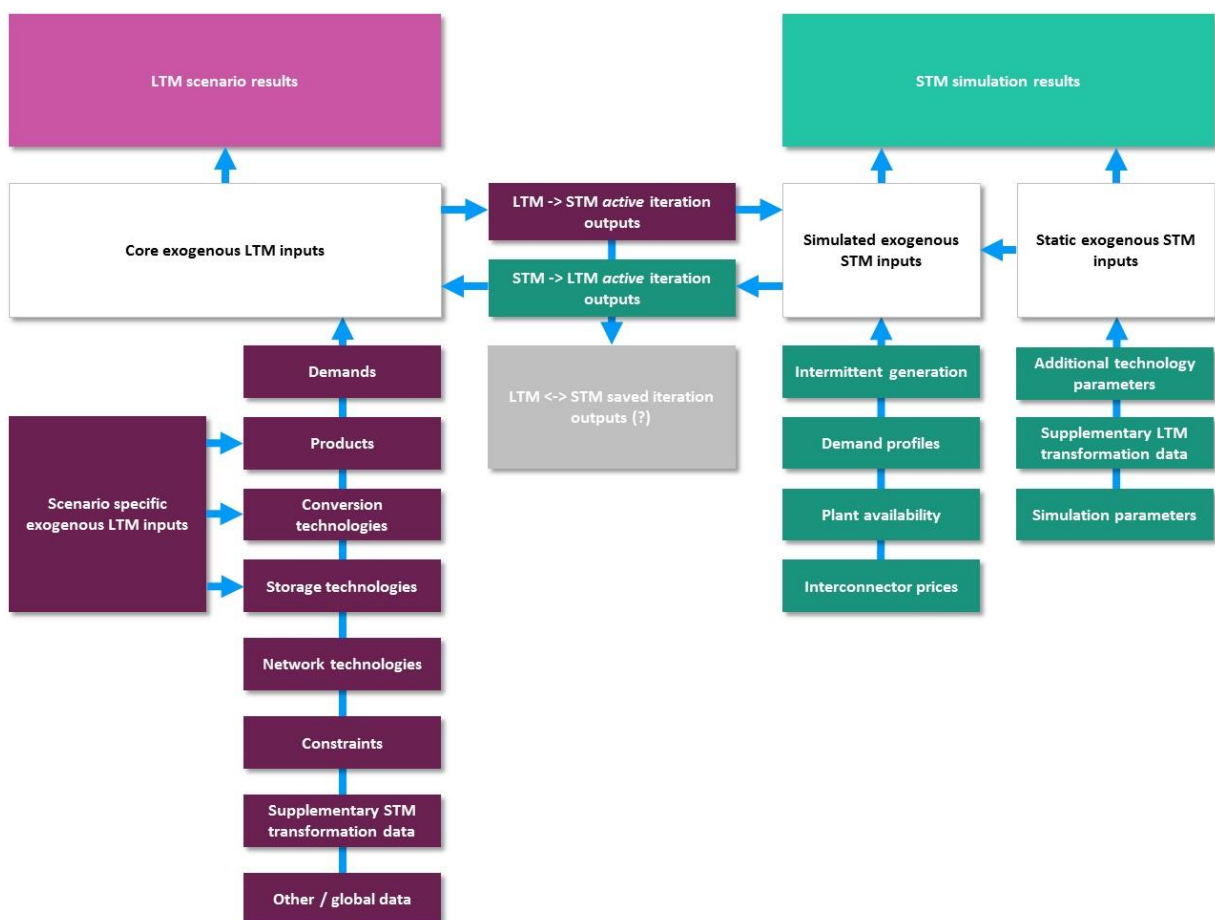 LTM scenario results
STM simulation results
LTM -> STM active iteration
outputs
Core exogenous LTM inputs
Simulated exogenous
STM inputs
Static exogenous STM
inputs
STM -> LTM active iteration
outputs
Demands
LTM <-> STM saved iteration
outputs (?)
Intermittent generation
Additional technology
parameters
Scenario specific
exogenous LTM inputs
Products
Demand profiles
Supplementary LTM
transformation data
Conversion
technologies
Plant availability
Simulation parameters
Storage technologies
Interconnector prices
Network technologies
Constraints
Supplementary STM
transformation data
Other / global data